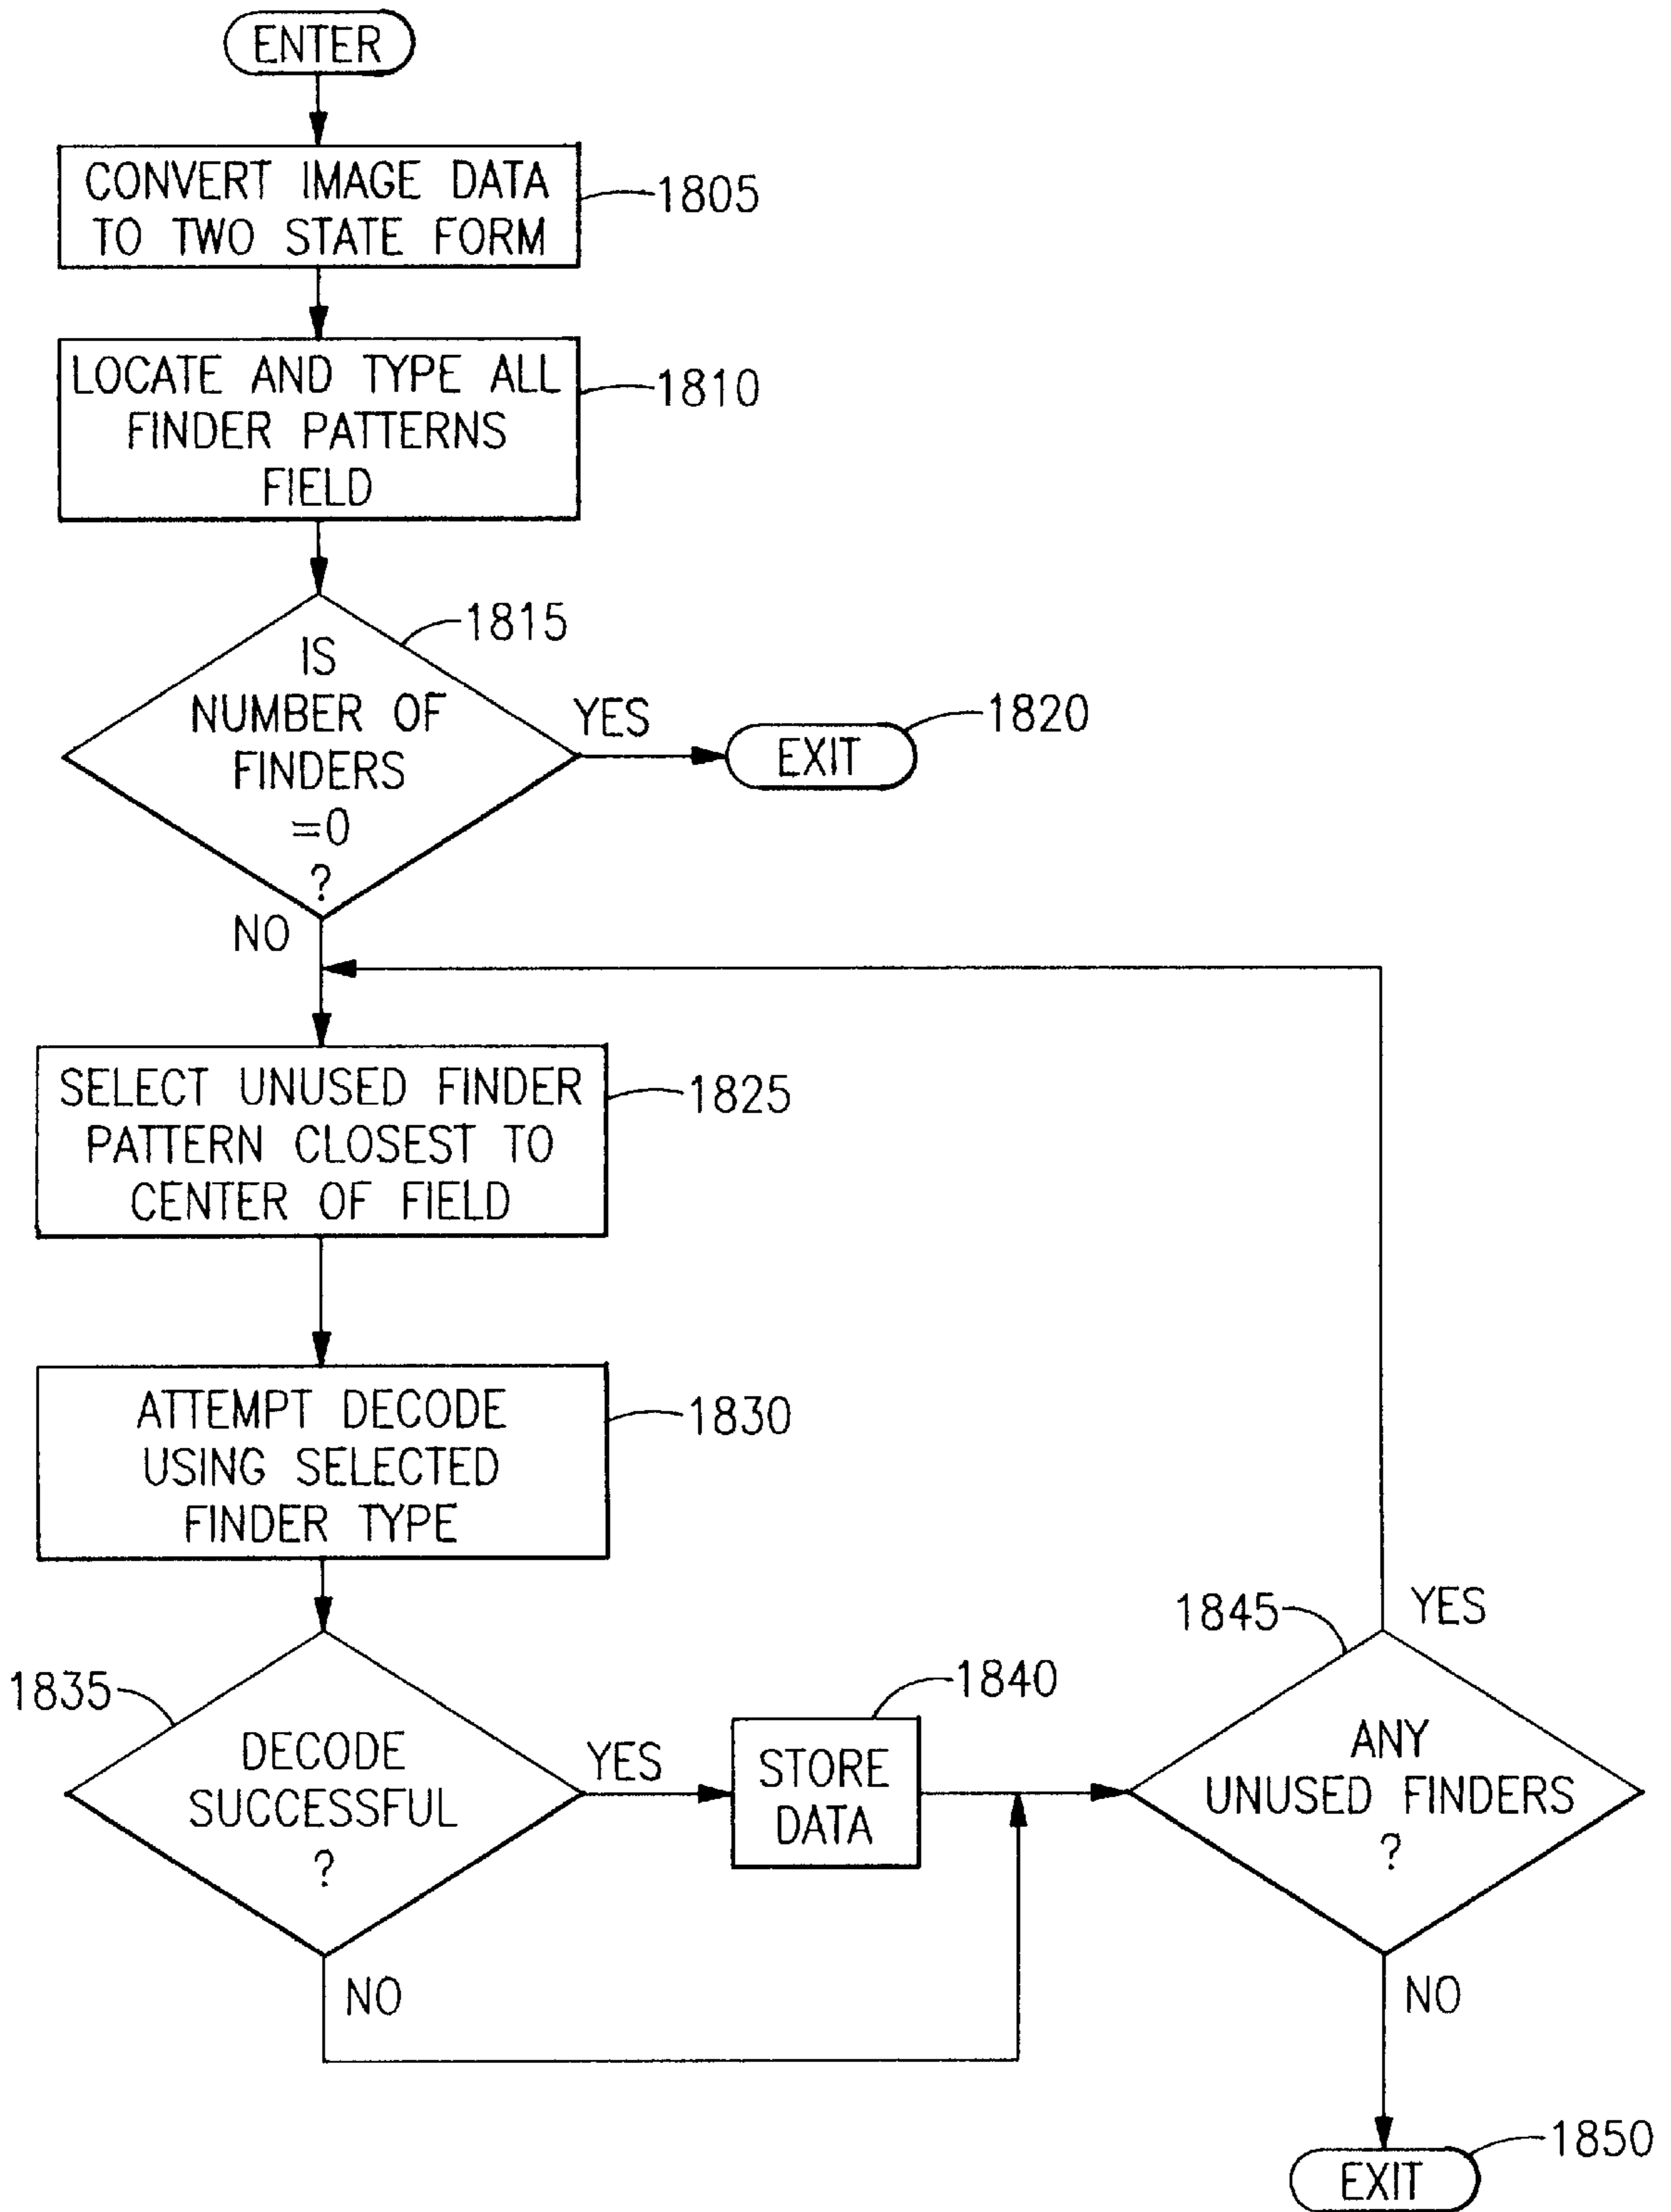 ENTER
CONVERT IMAGE DATA
TO TWO STATE FORM
1805
LOCATE AND TYPE ALL
FINDER PATTERNS
FIELD
1810
IS
NUMBER OF
FINDERS
=0
?
1815
YES
EXIT
1820
NO
SELECT UNUSED FINDER
PATTERN CLOSEST TO
CENTER OF FIELD
1825
ATTEMPT DECODE
USING SELECTED
FINDER TYPE
1830
DECODE
SUCCESSFUL
?
1835
YES
NO
STORE
DATA
1840
ANY
UNUSED FINDERS
?
1845
YES
NO
EXIT
1850